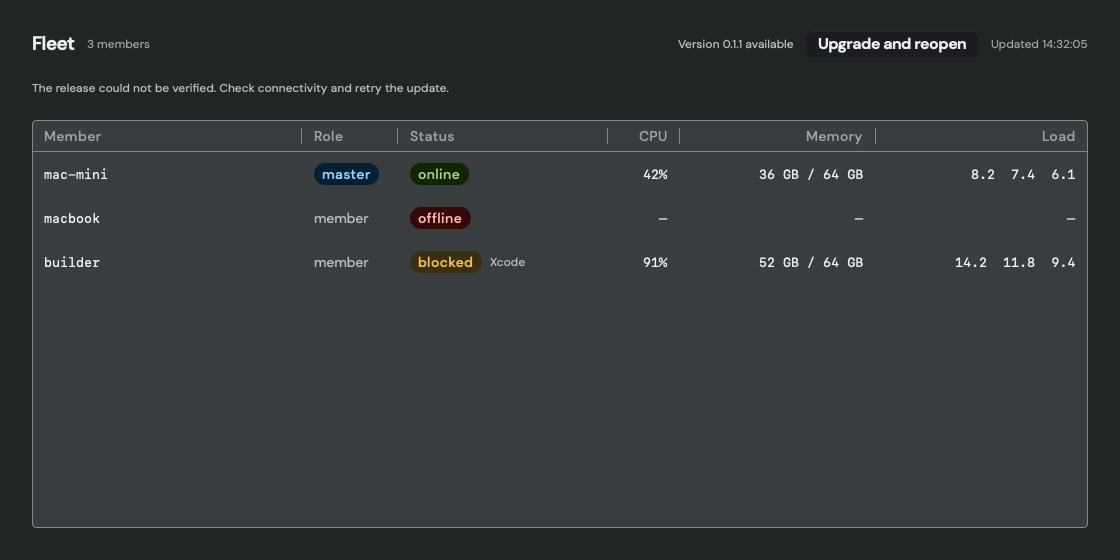 Fleet 3 members Version 0.1.1 available Upgrade and reopen Updated 14:32:05
The release could not be verified. Check connectivity and retry the update.
Member Role Status CPU Memory Load
mac-mini master online 42% 36 GB / 64 GB 8.2 7.4 6.1
macbook member offline — — —
builder member blocked Xcode 91% 52 GB / 64 GB 14.2 11.8 9.4